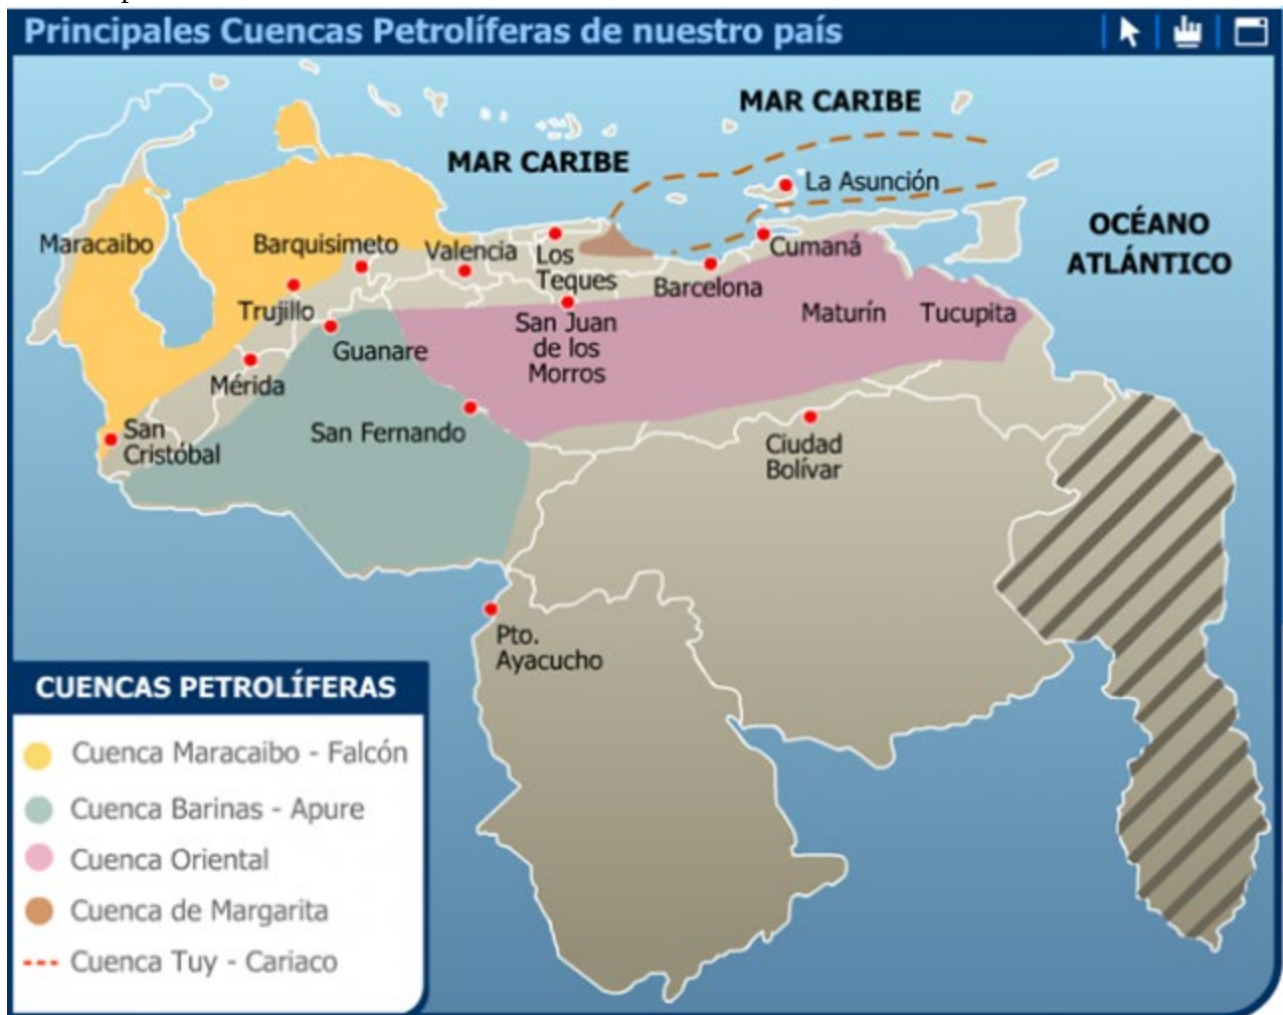 Principales Cuencas Petrolíferas de nuestro país
MAR CARIBE
MAR CARIBE
La Asunción
OCÉANO
ATLÁNTICO
Maracaibo
Barquisimeto
Valencia
Los
Teques
Cumaná
Barcelona
Trujillo
Maturín
Tucupita
San Juan
de los
Morros
Guanare
Mérida
San
Cristóbal
San Fernando
Ciudad
Bolívar
Pto.
Ayacucho
CUENCAS PETROLÍFERAS
Cuenca Maracaibo - Falcón
Cuenca Barinas - Apure
Cuenca Oriental
Cuenca de Margarita
Cuenca Tuy - Cariaco